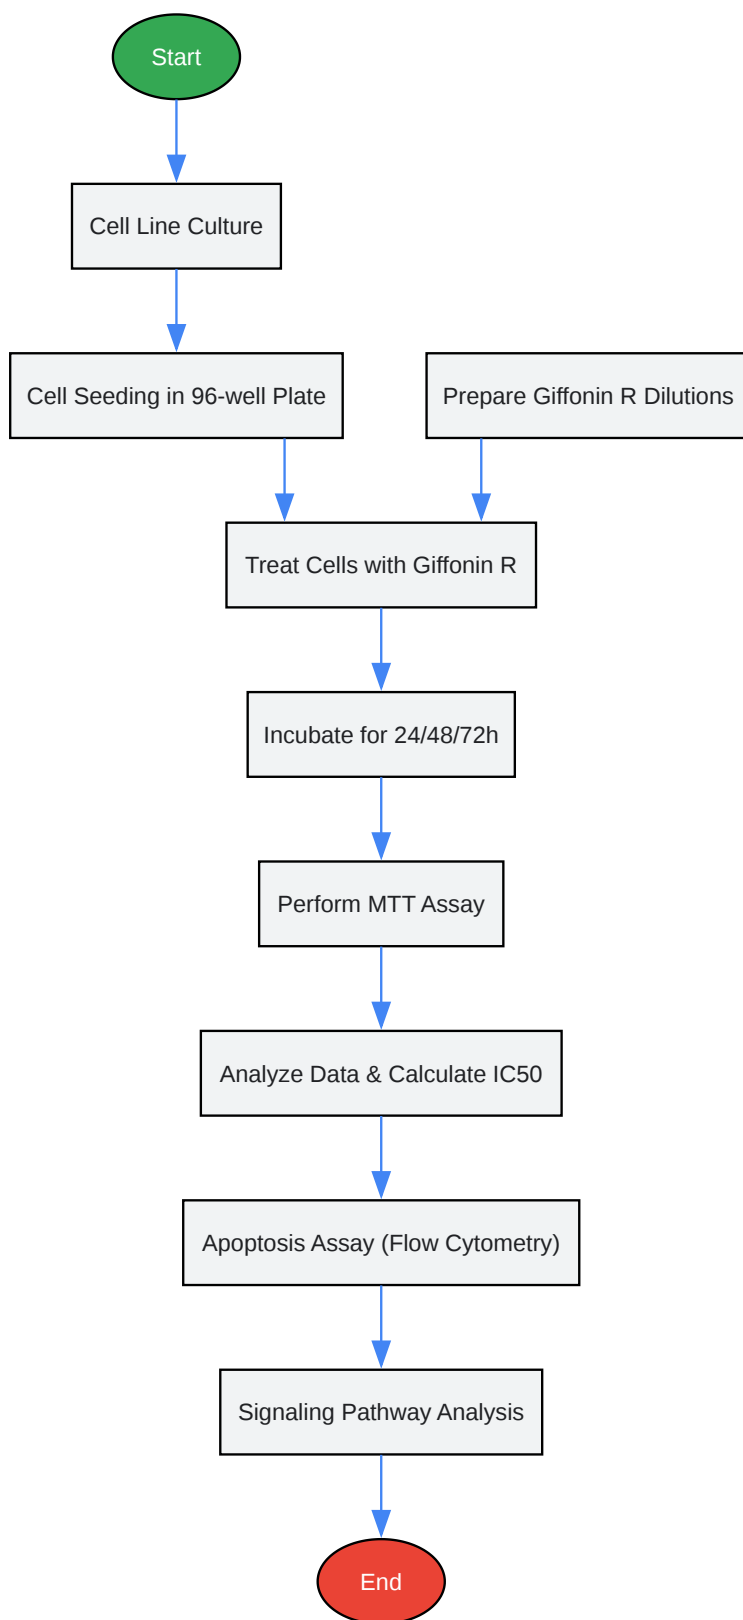 Start
Cell Line Culture
Cell Seeding in 96-well Plate
Prepare Giffonin R Dilutions
Treat Cells with Giffonin R
Incubate for 24/48/72h
Perform MTT Assay
Analyze Data & Calculate IC50
Apoptosis Assay (Flow Cytometry)
Signaling Pathway Analysis
End